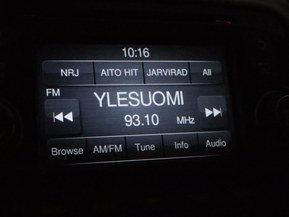 10:16
NRJ AITO HIT JARVIRAD All
FM
YLESUOMI
93.10 MHz
Browse AM/FM Tune Info Audio